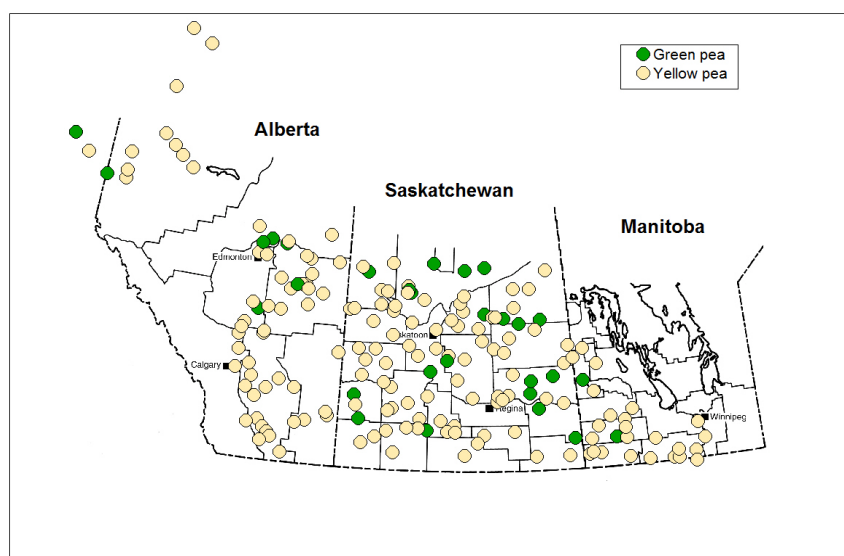 Green pea
Yellow pea
Alberta
Saskatchewan
Manitoba
Edmonton
Calgary
Regina
Winnipeg